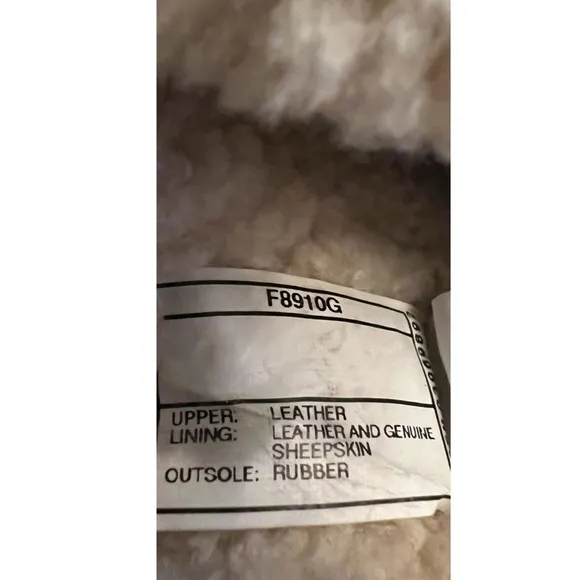 F8910G
UPPER: LEATHER
LINING: LEATHER AND GENUINE
SHEEPSKIN
OUTSOLE: RUBBER